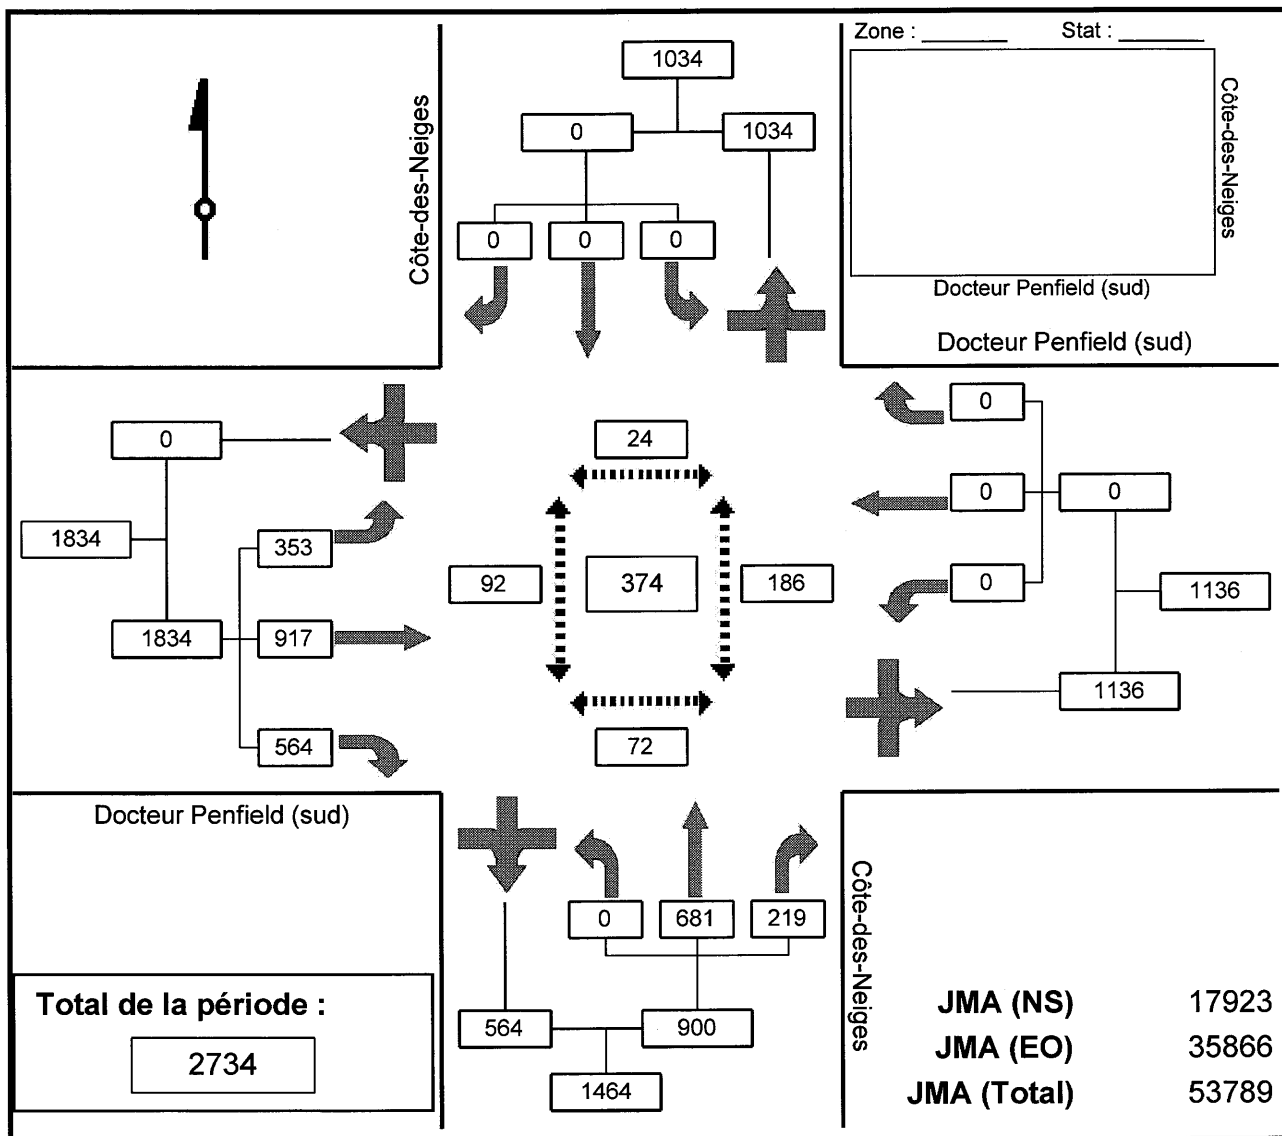 Zone : ________ Stat : ________
Côte-des-Neiges
Docteur Penfield (sud)
Côte-des-Neiges
Docteur Penfield (sud)
1034
0
1034
0
0
0
0
1834
353
1834
917
564
24
92
374
186
72
0
0
0
0
1136
1136
Docteur Penfield (sud)
Côte-des-Neiges
0
681
219
564
900
1464
Total de la période :
2734
JMA (NS) 17923
JMA (EO) 35866
JMA (Total) 53789